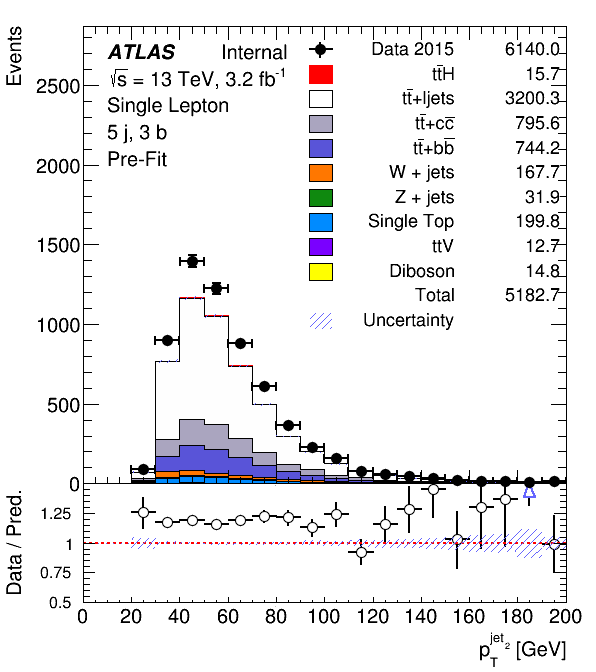 Events
ATLAS Internal
√s = 13 TeV, 3.2 fb⁻¹
Single Lepton
5 j, 3 b
Pre-Fit
Data 2015 6140.0
tt̄H 15.7
tt̄+ljets 3200.3
tt̄+cc̄ 795.6
tt̄+bb̄ 744.2
W + jets 167.7
Z + jets 31.9
Single Top 199.8
ttV 12.7
Diboson 14.8
Total 5182.7
Uncertainty
2500
2000
1500
1000
500
0
Data / Pred.
1.25
1
0.75
0.5
0 20 40 60 80 100 120 140 160 180 200
p_T^jet₂ [GeV]